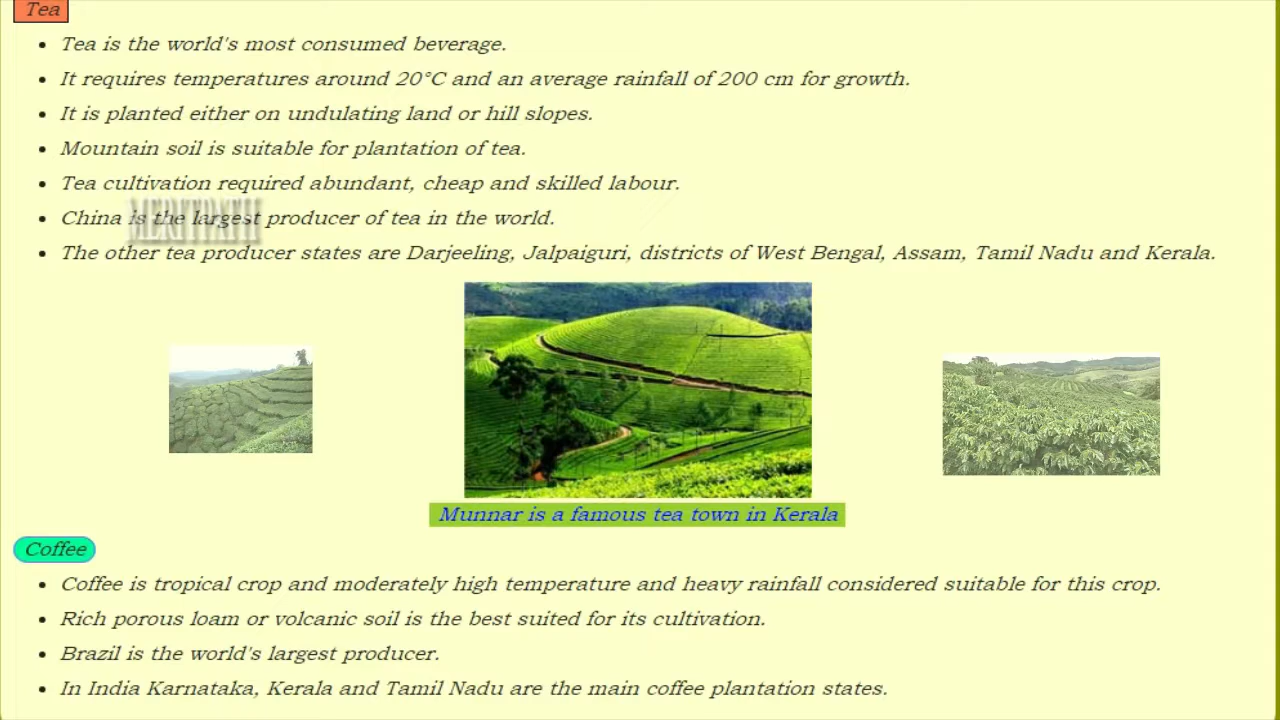 Tea
Tea is the world's most consumed beverage.
It requires temperatures around 20°C and an average rainfall of 200 cm for growth.
It is planted either on undulating land or hill slopes.
Mountain soil is suitable for plantation of tea.
Tea cultivation required abundant, cheap and skilled labour.
China is the largest producer of tea in the world.
MERITPATH
The other tea producer states are Darjeeling, Jalpaiguri, districts of West Bengal, Assam, Tamil Nadu and Kerala.
Munnar is a famous tea town in Kerala
Coffee
Coffee is tropical crop and moderately high temperature and heavy rainfall considered suitable for this crop.
Rich porous loam or volcanic soil is the best suited for its cultivation.
Brazil is the world's largest producer.
In India Karnataka, Kerala and Tamil Nadu are the main coffee plantation states.